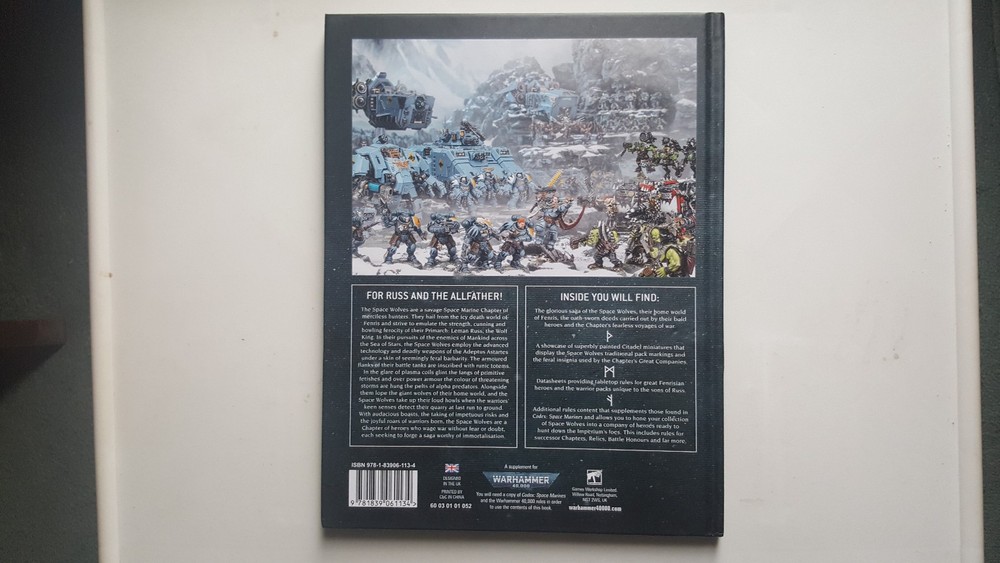 FOR RUSS AND THE ALLFATHER!
The Space Wolves are a savage Space Marine Chapter of
merciless hunters. They hail from the icy death world of
Fenris and strive to emulate the strength, cunning and
howling ferocity of their Primarch: Leman Russ, the Wolf
King. In their pursuits of the enemies of Mankind across
the Sea of Stars, the Space Wolves employ the advanced
technology and deadly weapons of the Adeptus Astartes
under a skin of seemingly feral barbarity. The armoured
flanks of their battle tanks are inscribed with runic totems.
In the glare of plasma coils glint the fangs of primitive
fetishes and over power armour the colour of threatening
storms are hung the pelts of alpha predators. Alongside
them lope the giant wolves of their home world, and the
Space Wolves take up their loud howls when the warriors'
keen senses detect their quarry at last run to ground.
With audacious boasts, the taking of impetuous risks and
the joyful roars of warriors born, the Space Wolves are a
Chapter of heroes who wage war without fear or doubt,
each seeking to forge a saga worthy of immortalisation.
INSIDE YOU WILL FIND:
The glorious saga of the Space Wolves, their home world
of Fenris, the oath-sworn deeds carried out by their bold
heroes and the Chapter's fearless voyages of war
ᚦ
A showcase of superbly painted Citadel miniatures that
display the Space Wolves traditional pack markings and
the feral insignia used by the Chapter's Great Companies
ᛗ
Datasheets providing tabletop rules for great Fenrisian
heroes and the warrior packs unique to the sons of Russ
Additional rules content that supplements those found in
Codex: Space Marines and allows you to hone your collection
of Space Wolves into a company of heroes ready to
hunt down the Imperium's foes. This includes rules for
successor Chapters, Relics, Battle Honours and far more.
ISBN 978-1-83906-113-4
9 781839 061134
DESIGNED
IN THE UK
PRINTED BY
C&C IN CHINA
60 03 01 01 052
A supplement for
WARHAMMER
40,000
You will need a copy of Codex: Space Marines
and the Warhammer 40,000 rules in order
to use the contents of this book.
Games Workshop Limited,
Willow Road, Nottingham,
NG7 2WS, UK
warhammer40000.com